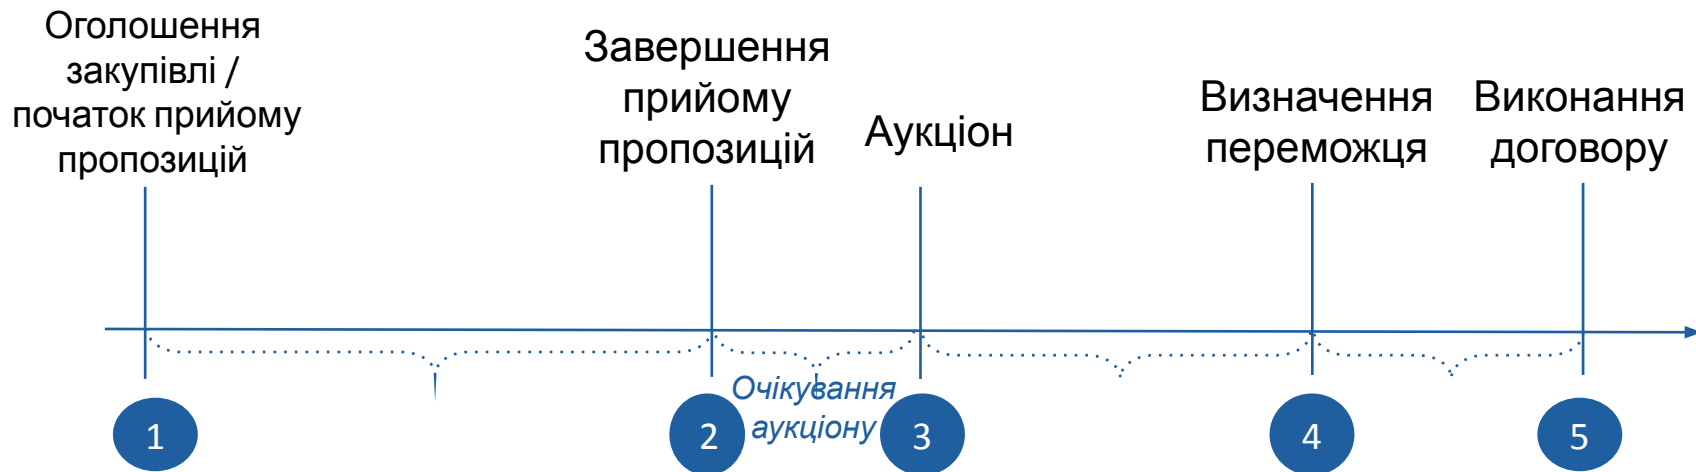 Оголошення
закупівлі /
початок прийому
пропозицій
Завершення
прийому
пропозицій
Аукціон
Визначення
переможця
Виконання
договору
Очікування
аукціону
1
2
3
4
5